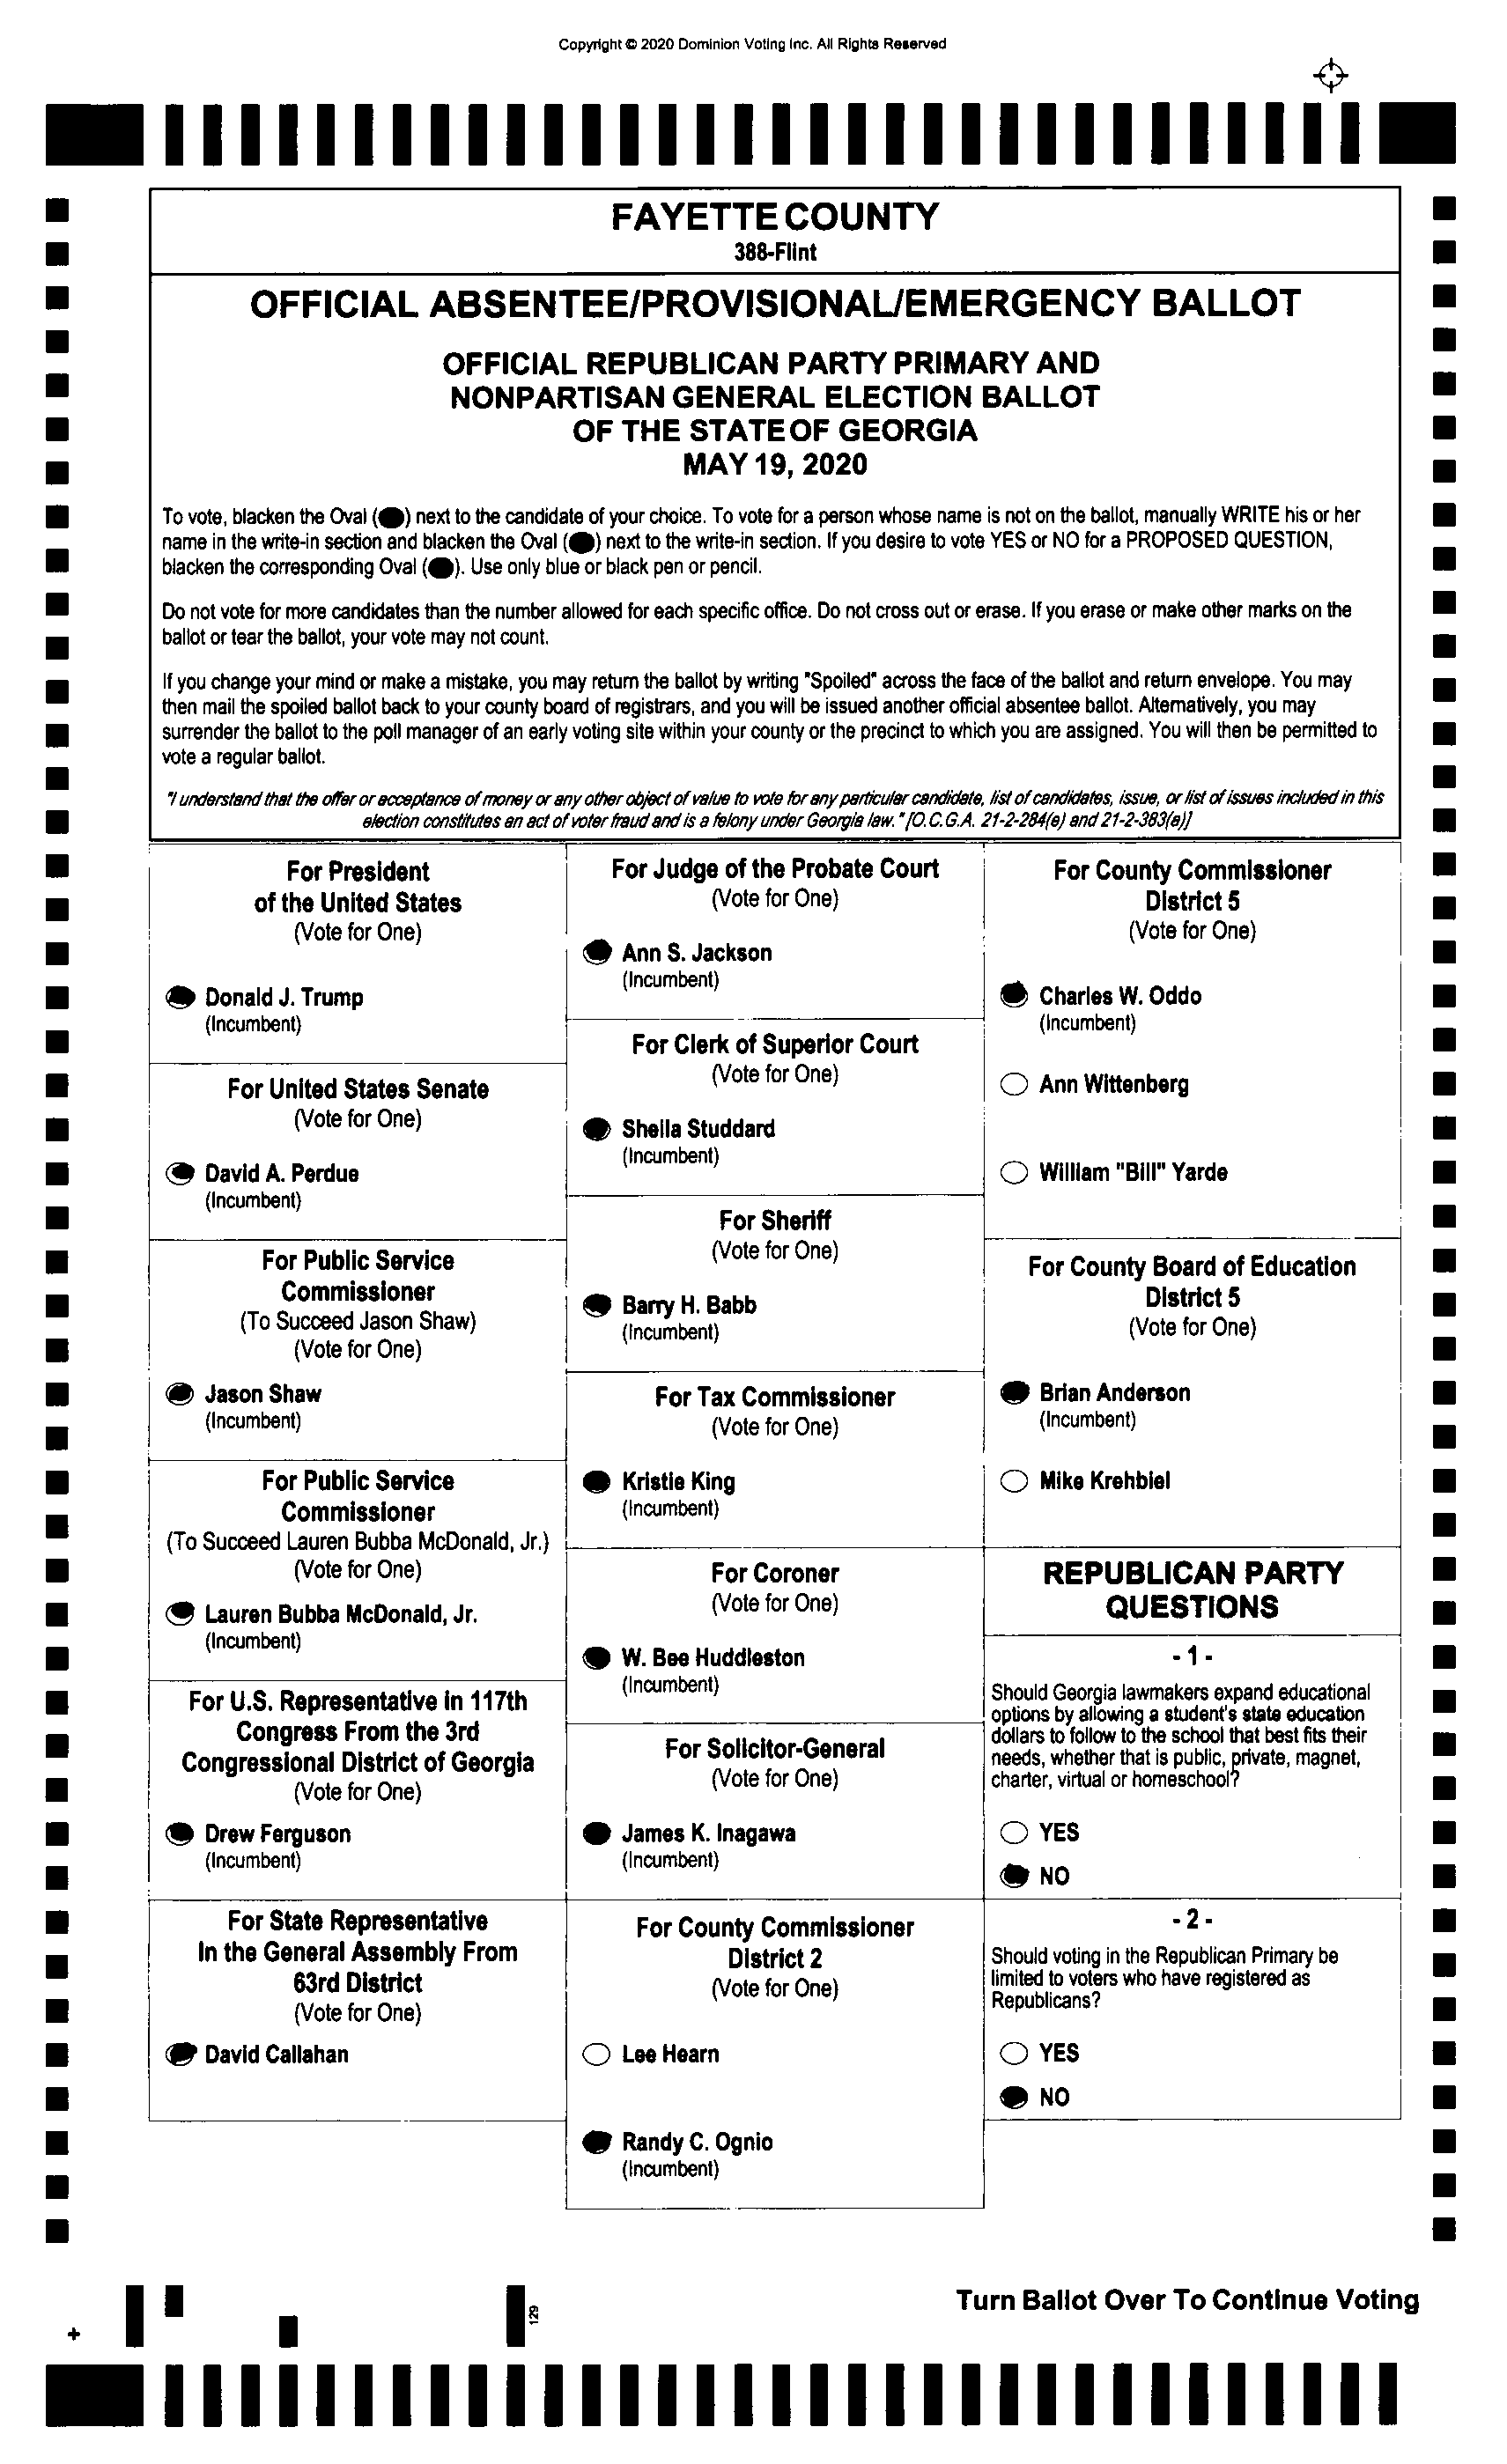 Copyright © 2020 Dominion Voting Inc. All Rights Reserved
FAYETTE COUNTY
388-Flint
OFFICIAL ABSENTEE/PROVISIONAL/EMERGENCY BALLOT
OFFICIAL REPUBLICAN PARTY PRIMARY AND
NONPARTISAN GENERAL ELECTION BALLOT
OF THE STATE OF GEORGIA
MAY 19, 2020
To vote, blacken the Oval ( ) next to the candidate of your choice. To vote for a person whose name is not on the ballot, manually WRITE his or her
name in the write-in section and blacken the Oval ( ) next to the write-in section. If you desire to vote YES or NO for a PROPOSED QUESTION,
blacken the corresponding Oval ( ). Use only blue or black pen or pencil.
Do not vote for more candidates than the number allowed for each specific office. Do not cross out or erase. If you erase or make other marks on the
ballot or tear the ballot, your vote may not count.
If you change your mind or make a mistake, you may return the ballot by writing "Spoiled" across the face of the ballot and return envelope. You may
then mail the spoiled ballot back to your county board of registrars, and you will be issued another official absentee ballot. Alternatively, you may
surrender the ballot to the poll manager of an early voting site within your county or the precinct to which you are assigned. You will then be permitted to
vote a regular ballot.
"I understand that the offer or acceptance of money or any other object of value to vote for any particular candidate, list of candidates, issue, or list of issues included in this
election constitutes an act of voter fraud and is a felony under Georgia law." [O.C.G.A. 21-2-284(e) and 21-2-383(a)]
For President
of the United States
(Vote for One)
Donald J. Trump
(Incumbent)
For United States Senate
(Vote for One)
David A. Perdue
(Incumbent)
For Public Service
Commissioner
(To Succeed Jason Shaw)
(Vote for One)
Jason Shaw
(Incumbent)
For Public Service
Commissioner
(To Succeed Lauren Bubba McDonald, Jr.)
(Vote for One)
Lauren Bubba McDonald, Jr.
(Incumbent)
For U.S. Representative in 117th
Congress From the 3rd
Congressional District of Georgia
(Vote for One)
Drew Ferguson
(Incumbent)
For State Representative
In the General Assembly From
63rd District
(Vote for One)
David Callahan
For Judge of the Probate Court
(Vote for One)
Ann S. Jackson
(Incumbent)
For Clerk of Superior Court
(Vote for One)
Sheila Studdard
(Incumbent)
For Sheriff
(Vote for One)
Barry H. Babb
(Incumbent)
For Tax Commissioner
(Vote for One)
Kristie King
(Incumbent)
For Coroner
(Vote for One)
W. Bee Huddleston
(Incumbent)
For Solicitor-General
(Vote for One)
James K. Inagawa
(Incumbent)
For County Commissioner
District 2
(Vote for One)
Lee Hearn
Randy C. Ognio
(Incumbent)
For County Commissioner
District 5
(Vote for One)
Charles W. Oddo
(Incumbent)
Ann Wittenberg
William "Bill" Yarde
For County Board of Education
District 5
(Vote for One)
Brian Anderson
(Incumbent)
Mike Krehbiel
REPUBLICAN PARTY
QUESTIONS
- 1 -
Should Georgia lawmakers expand educational
options by allowing a student's state education
dollars to follow to the school that best fits their
needs, whether that is public, private, magnet,
charter, virtual or homeschool?
YES
NO
- 2 -
Should voting in the Republican Primary be
limited to voters who have registered as
Republicans?
YES
NO
Turn Ballot Over To Continue Voting
129
+